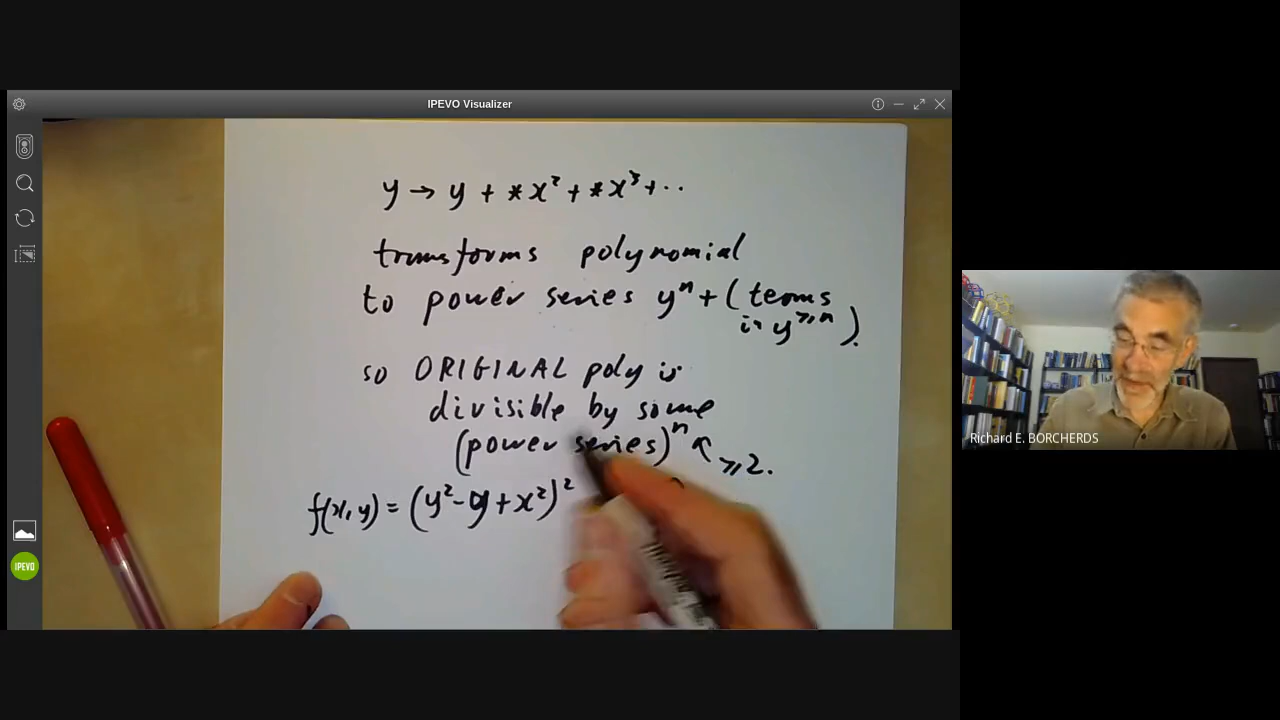 IPEVO Visualizer
y → y + *x² + *x³ + ..
transforms polynomial
to power series yⁿ + (terms
in y^≥n).
so ORIGINAL poly is
divisible by some
(power series)ⁿ ↖ ≥2.
f(x, y) = (y² - y + x²)²
Richard E. BORCHERDS
IPEVO